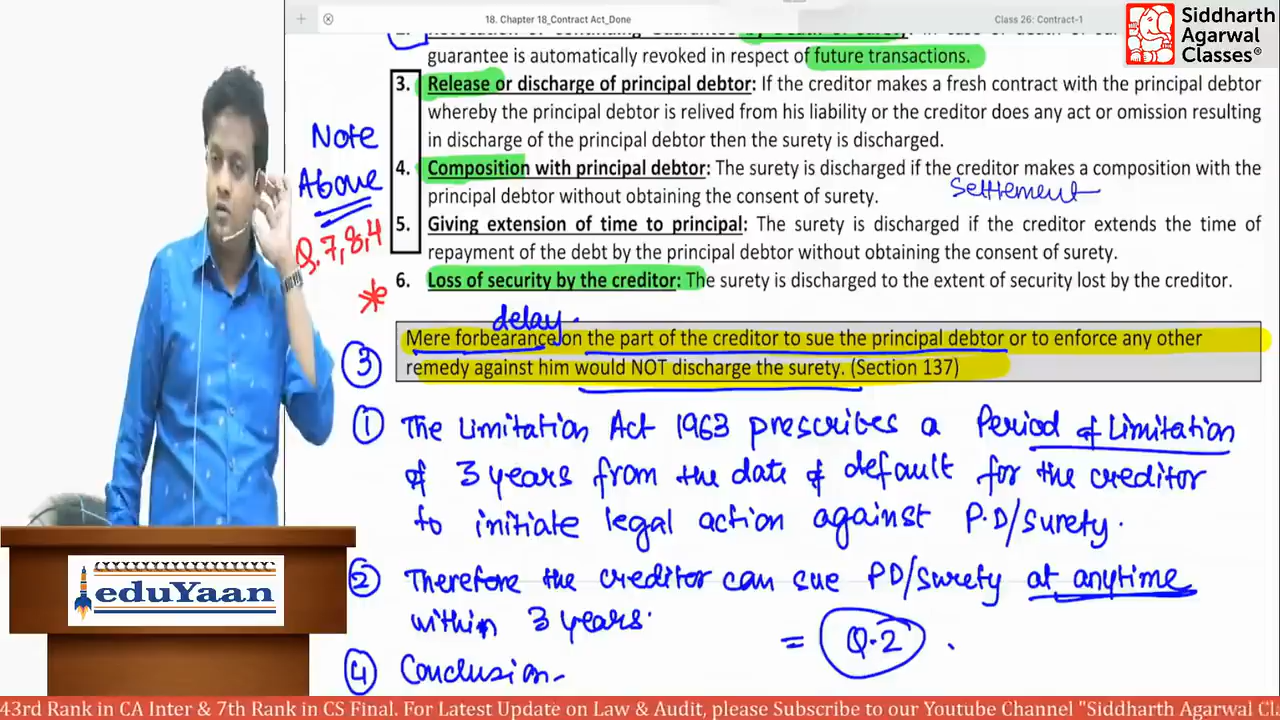 18. Chapter 18_Contract Act_Done
Class 26: Contract-1
Siddharth
Agarwal
Classes®
guarantee is automatically revoked in respect of future transactions.
3. Release or discharge of principal debtor: If the creditor makes a fresh contract with the principal debtor
whereby the principal debtor is relived from his liability or the creditor does any act or omission resulting
in discharge of the principal debtor then the surety is discharged.
4. Composition with principal debtor: The surety is discharged if the creditor makes a composition with the
principal debtor without obtaining the consent of surety.
Settlement
5. Giving extension of time to principal: The surety is discharged if the creditor extends the time of
repayment of the debt by the principal debtor without obtaining the consent of surety.
6. Loss of security by the creditor: The surety is discharged to the extent of security lost by the creditor.
Note
Above
Q.7,8,4
delay.
Mere forbearance on the part of the creditor to sue the principal debtor or to enforce any other
3 remedy against him would NOT discharge the surety. (Section 137)
1 The Limitation Act 1963 prescribes a Period of Limitation
of 3 years from the date of default for the creditor
to initiate legal action against P.D/Surety.
2 Therefore the creditor can sue PD/Surety at anytime
within 3 years.
= Q.2
4 Conclusion-
eduYaan
43rd Rank in CA Inter & 7th Rank in CS Final. For Latest Update on Law & Audit, please Subscribe to our Youtube Channel "Siddharth Agarwal Cl